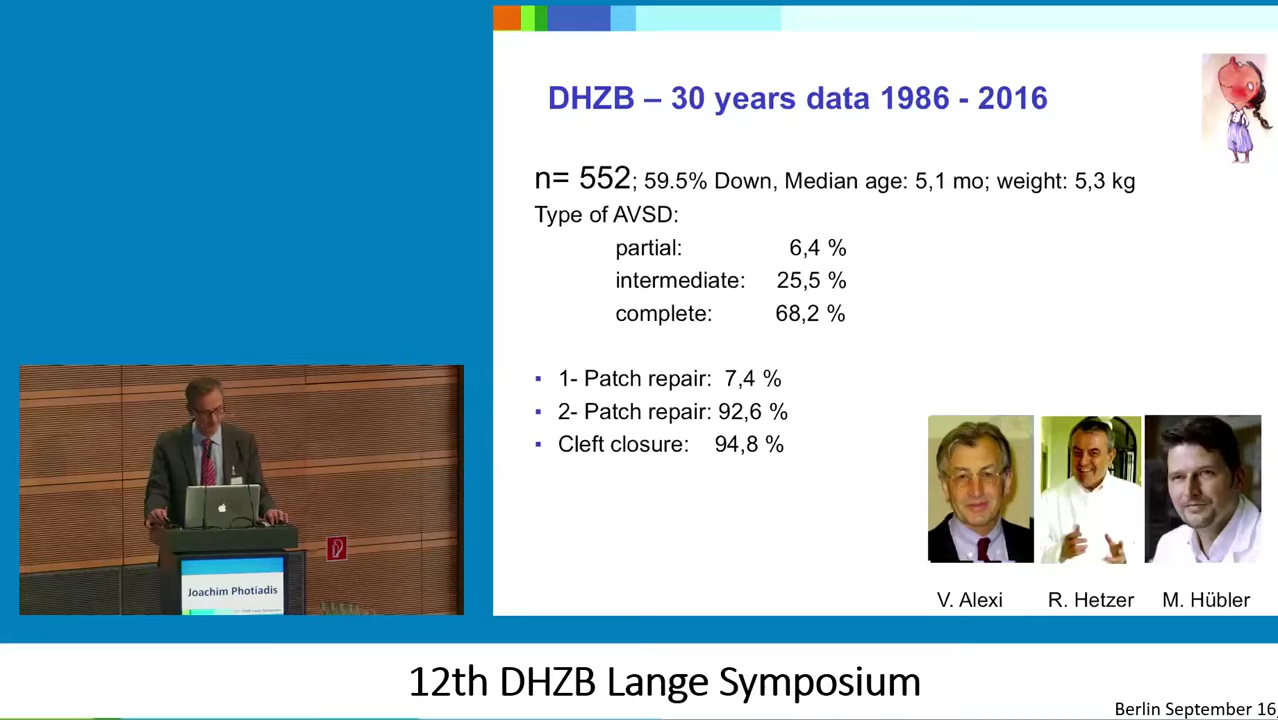 DHZB – 30 years data 1986 - 2016
n= 552; 59.5% Down, Median age: 5,1 mo; weight: 5,3 kg
Type of AVSD:
partial: 6,4 %
intermediate: 25,5 %
complete: 68,2 %
▪ 1- Patch repair: 7,4 %
▪ 2- Patch repair: 92,6 %
▪ Cleft closure: 94,8 %
V. Alexi R. Hetzer M. Hübler
Joachim Photiadis
12th DHZB Lange Symposium
Berlin September 16